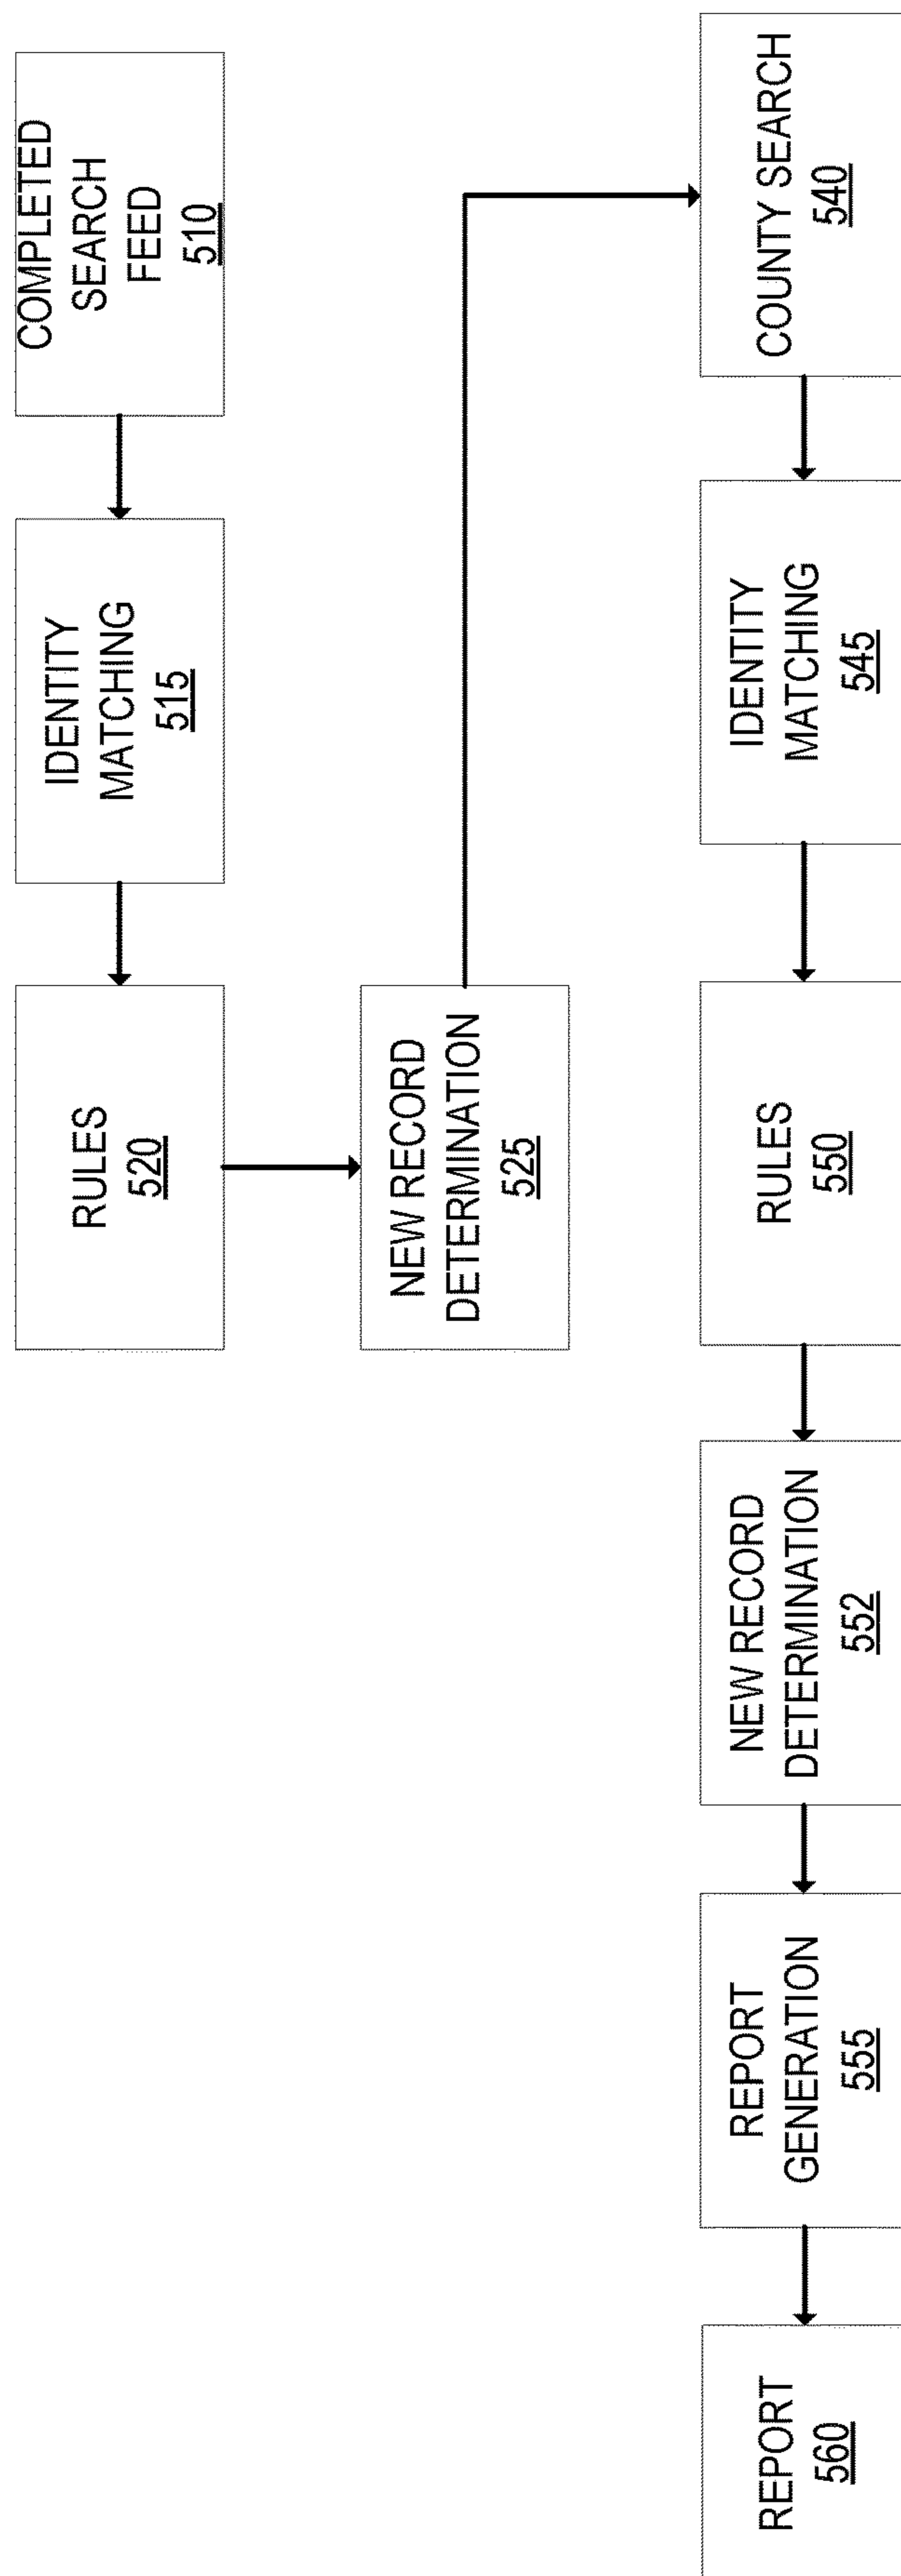 COMPLETED
SEARCH
FEED
510
IDENTITY
MATCHING
515
RULES
520
NEW RECORD
DETERMINATION
525
COUNTY SEARCH
540
IDENTITY
MATCHING
545
RULES
550
NEW RECORD
DETERMINATION
552
REPORT
GENERATION
555
REPORT
560